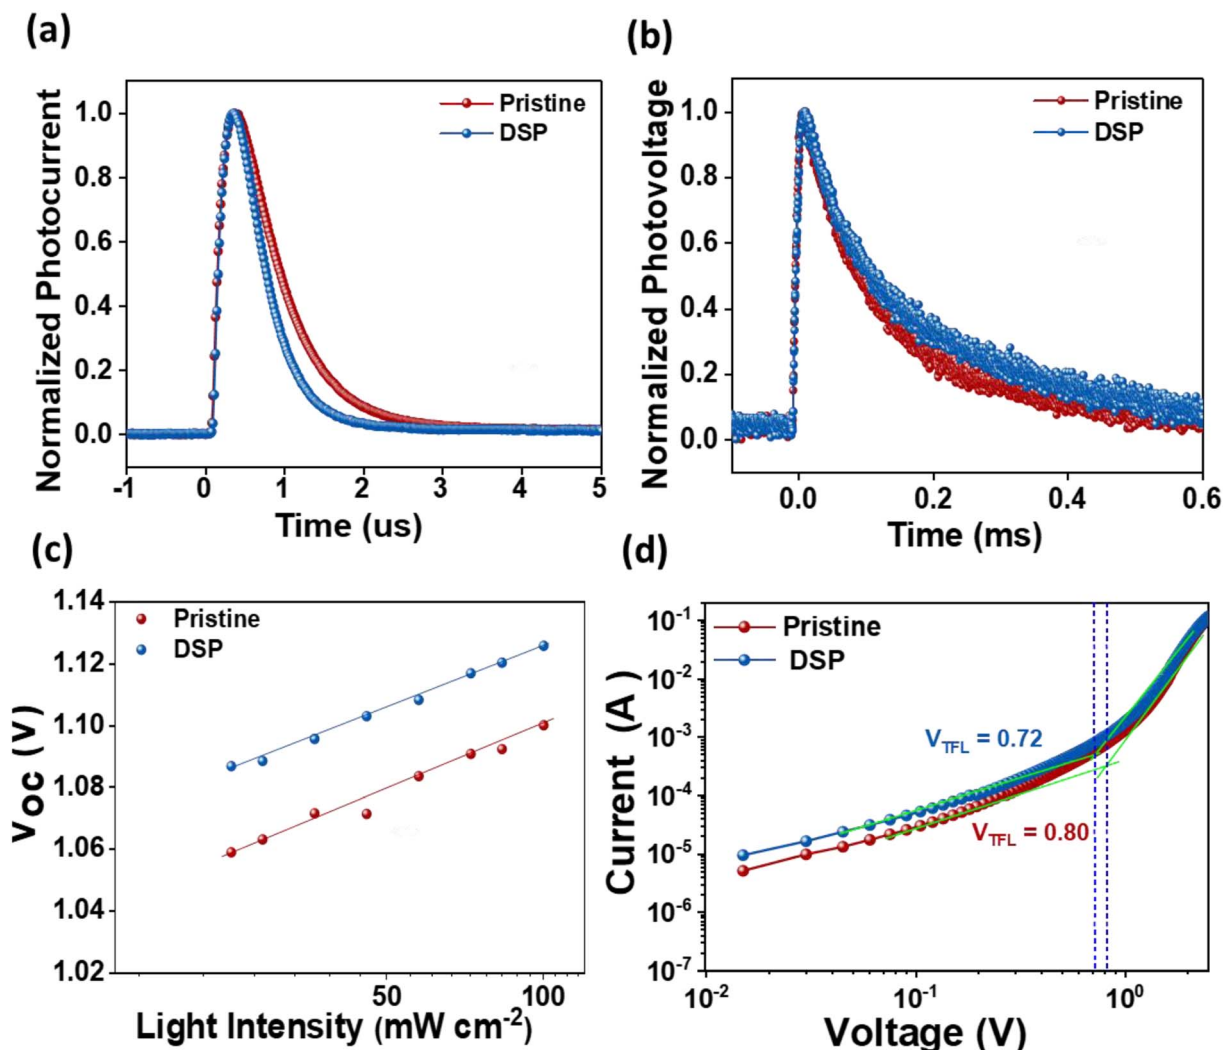 (a)
Normalized Photocurrent
1.0
0.8
0.6
0.4
0.2
0.0
Pristine
DSP
-1 0 1 2 3 4 5
Time (us)
(b)
Normalized Photovoltage
1.0
0.8
0.6
0.4
0.2
0.0
Pristine
DSP
0.0 0.2 0.4 0.6
Time (ms)
(c)
Voc (V)
1.14
1.12
1.10
1.08
1.06
1.04
1.02
Pristine
DSP
50 100
Light Intensity (mW cm-2)
(d)
Current (A)
10-1
10-2
10-3
10-4
10-5
10-6
10-7
Pristine
DSP
VTFL = 0.72
VTFL = 0.80
10-2 10-1 100
Voltage (V)